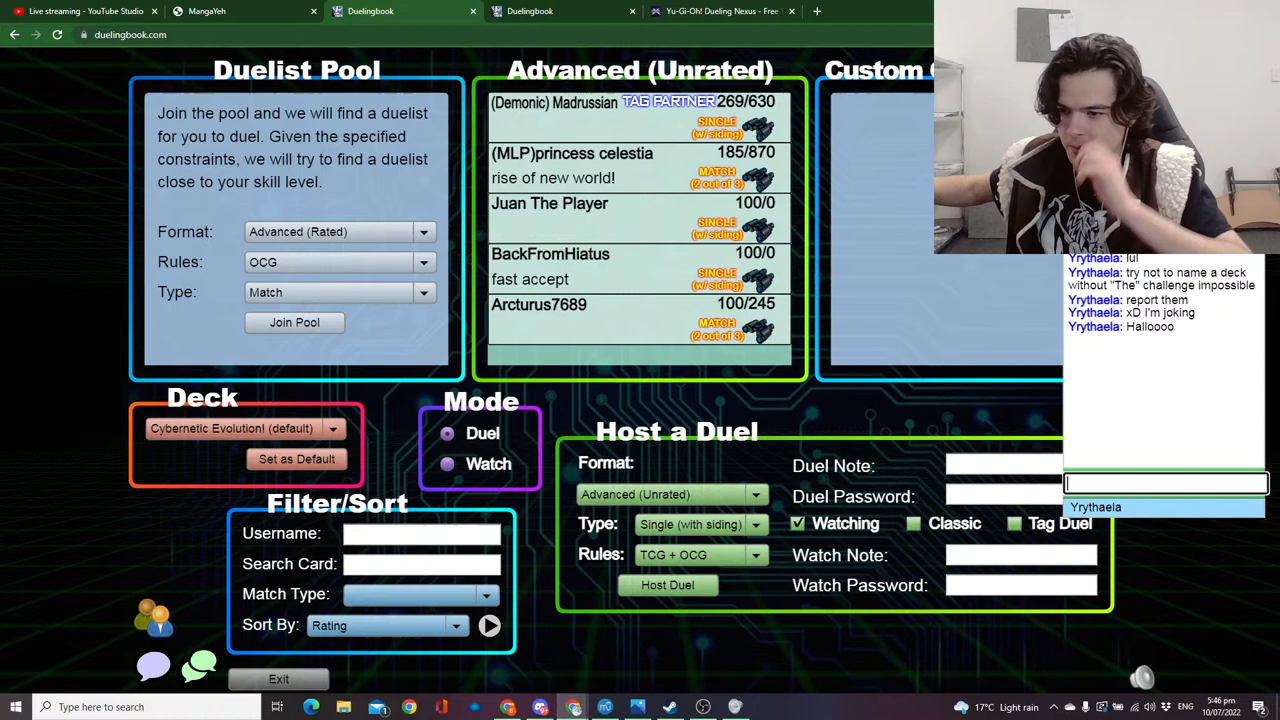 Live streaming - YouTube Studio
MangaYeh
Duelingbook
Duelingbook
Yu-Gi-Oh! Dueling Nexus - Free
duelingbook.com
Duelist Pool
Join the pool and we will find a duelist
for you to duel. Given the specified
constraints, we will try to find a duelist
close to your skill level.
Format:
Advanced (Rated)
Rules:
OCG
Type:
Match
Join Pool
Advanced (Unrated)
(Demonic) Madrussian TAG PARTNER 269/630
SINGLE
(w/ siding)
(MLP)princess celestia 185/870
rise of new world!
MATCH
(2 out of 3)
Juan The Player 100/0
SINGLE
(w/ siding)
BackFromHiatus 100/0
fast accept
SINGLE
(w/ siding)
Arcturus7689 100/245
MATCH
(2 out of 3)
Custom
lul
Yrythaela: try not to name a deck
without "The" challenge impossible
Yrythaela: report them
Yrythaela: xD I'm joking
Yrythaela: Halloooo
Yrythaela
Deck
Cybernetic Evolution! (default)
Set as Default
Mode
Duel
Watch
Filter/Sort
Username:
Search Card:
Match Type:
Sort By:
Rating
Host a Duel
Format:
Advanced (Unrated)
Type:
Single (with siding)
Rules:
TCG + OCG
Host Duel
Duel Note:
Duel Password:
Watching
Classic
Tag Duel
Watch Note:
Watch Password:
Exit
Type here to search
17°C Light rain
5:46 pm
10/07/2022